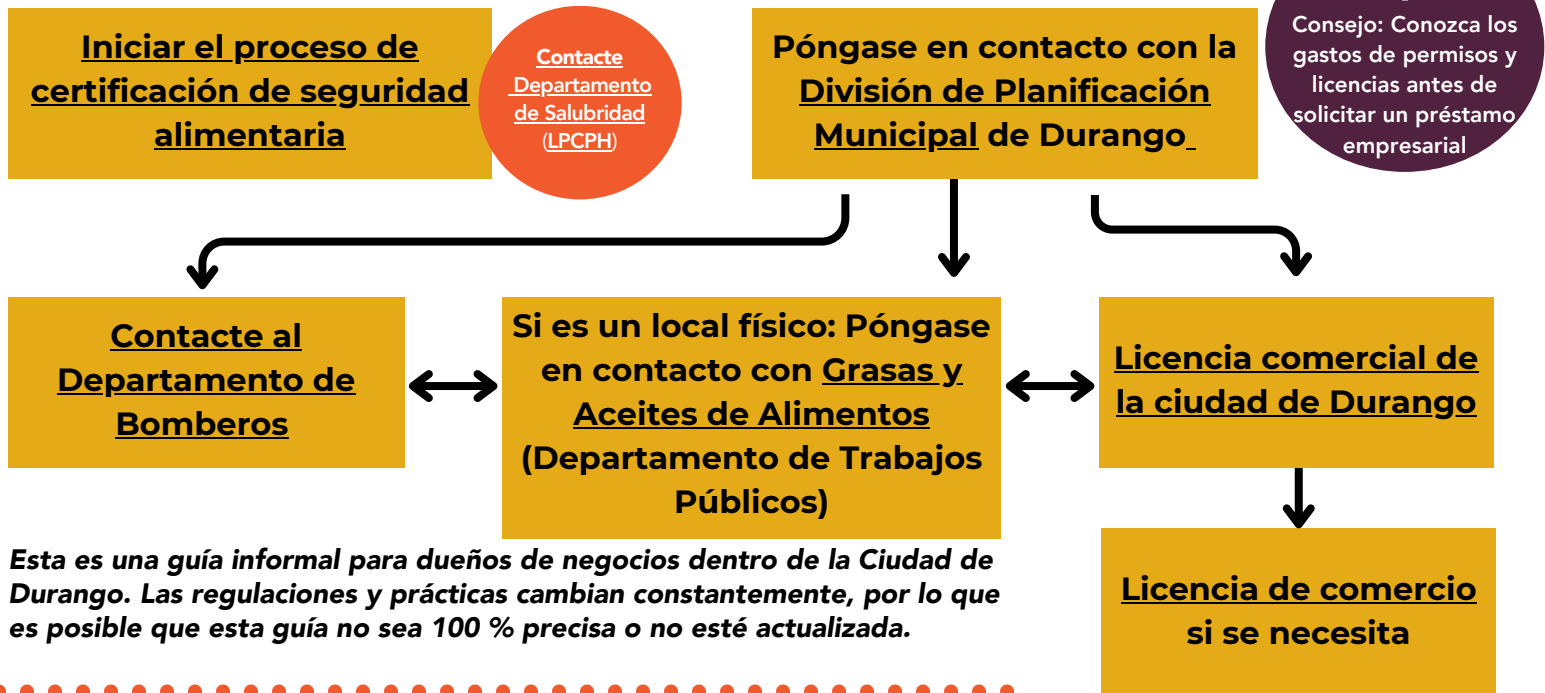 Iniciar el proceso de
certificación de seguridad
alimentaria
Contacte
Departamento
de Salubridad
(LPCPH)
Póngase en contacto con la
División de Planificación
Municipal de Durango
Consejo: Conozca los
gastos de permisos y
licencias antes de
solicitar un préstamo
empresarial
Contacte al
Departamento de
Bomberos
Si es un local físico: Póngase
en contacto con Grasas y
Aceites de Alimentos
(Departamento de Trabajos
Públicos)
Licencia comercial de
la ciudad de Durango
Licencia de comercio
si se necesita
Esta es una guía informal para dueños de negocios dentro de la Ciudad de
Durango. Las regulaciones y prácticas cambian constantemente, por lo que
es posible que esta guía no sea 100 % precisa o no esté actualizada.